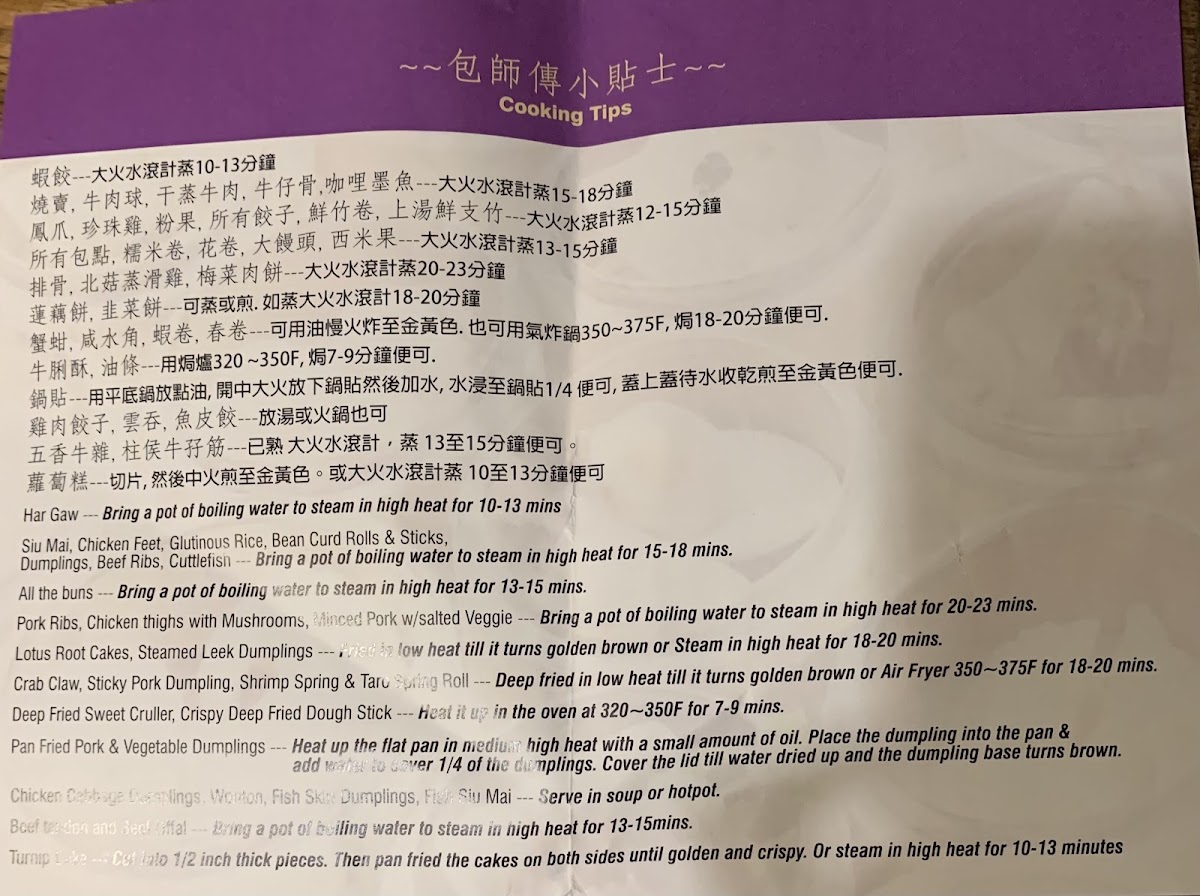 ~~包師傳小貼士~~
Cooking Tips
蝦餃---大火水滾計蒸10-13分鐘
燒賣, 牛肉球, 干蒸牛肉, 牛仔骨,咖哩墨魚---大火水滾計蒸15-18分鐘
鳳爪, 珍珠雞, 粉果, 所有餃子, 鮮竹卷, 上湯鮮支竹---大火水滾計蒸12-15分鐘
所有包點, 糯米卷, 花卷, 大饅頭, 西米果---大火水滾計蒸13-15分鐘
排骨, 北菇蒸滑雞, 梅菜肉餅---大火水滾計蒸20-23分鐘
蓮藕餅, 韭菜餅---可蒸或煎. 如蒸大火水滾計18-20分鐘
蟹蚶, 咸水角, 蝦卷, 春卷---可用油慢火炸至金黃色. 也可用氣炸鍋350~375F, 焗18-20分鐘便可.
牛脷酥, 油條---用焗爐320 ~350F, 焗7-9分鐘便可.
鍋貼---用平底鍋放點油, 開中大火放下鍋貼然後加水, 水浸至鍋貼1/4 便可, 蓋上蓋待水收乾煎至金黃色便可.
雞肉餃子, 雲吞, 魚皮餃---放湯或火鍋也可
五香牛雜, 柱侯牛孖筋---已熟 大火水滾計，蒸 13至15分鐘便可。
蘿蔔糕---切片, 然後中火煎至金黃色。或大火水滾計蒸 10至13分鐘便可
Har Gaw --- Bring a pot of boiling water to steam in high heat for 10-13 mins
Siu Mai, Chicken Feet, Glutinous Rice, Bean Curd Rolls & Sticks,
Dumplings, Beef Ribs, Cuttlefish --- Bring a pot of boiling water to steam in high heat for 15-18 mins.
All the buns --- Bring a pot of boiling water to steam in high heat for 13-15 mins.
Pork Ribs, Chicken thighs with Mushrooms, Minced Pork w/salted Veggie --- Bring a pot of boiling water to steam in high heat for 20-23 mins.
Lotus Root Cakes, Steamed Leek Dumplings --- Fried in low heat till it turns golden brown or Steam in high heat for 18-20 mins.
Crab Claw, Sticky Pork Dumpling, Shrimp Spring & Taro Spring Roll --- Deep fried in low heat till it turns golden brown or Air Fryer 350~375F for 18-20 mins.
Deep Fried Sweet Cruller, Crispy Deep Fried Dough Stick --- Heat it up in the oven at 320~350F for 7-9 mins.
Pan Fried Pork & Vegetable Dumplings --- Heat up the flat pan in medium high heat with a small amount of oil. Place the dumpling into the pan &
add water to cover 1/4 of the dumplings. Cover the lid till water dried up and the dumpling base turns brown.
Chicken Cabbage Dumplings, Wonton, Fish Skin Dumplings, Fish Siu Mai --- Serve in soup or hotpot.
Beef tendon and Beef Offal --- Bring a pot of boiling water to steam in high heat for 13-15mins.
Turnip Cake --- Cut into 1/2 inch thick pieces. Then pan fried the cakes on both sides until golden and crispy. Or steam in high heat for 10-13 minutes